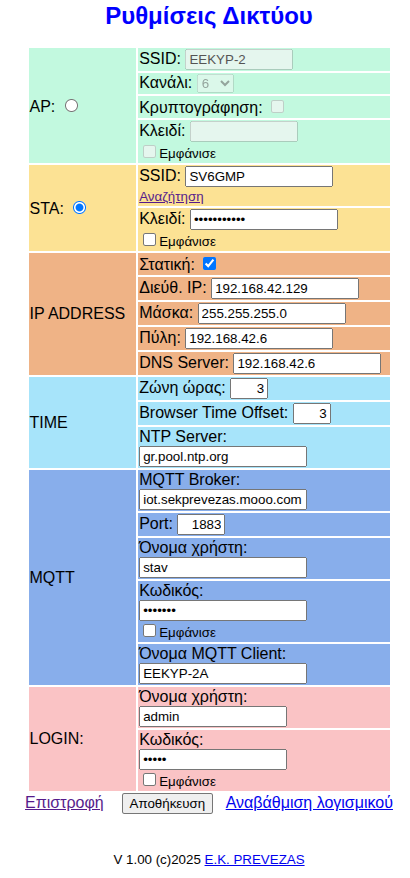 Ρυθμίσεις Δικτύου
AP:
SSID: EEKYP-2
Κανάλι: 6
Κρυπτογράφηση:
Κλειδί:
Εμφάνισε
STA:
SSID: SV6GMP
Αναζήτηση
Κλειδί: •••••••••••
Εμφάνισε
IP ADDRESS
Στατική:
Διεύθ. IP: 192.168.42.129
Μάσκα: 255.255.255.0
Πύλη: 192.168.42.6
DNS Server: 192.168.42.6
TIME
Ζώνη ώρας: 3
Browser Time Offset: 3
NTP Server:
gr.pool.ntp.org
MQTT
MQTT Broker:
iot.sekprevezas.mooo.com
Port: 1883
Όνομα χρήστη:
stav
Κωδικός:
•••••••
Εμφάνισε
Όνομα MQTT Client:
EEKYP-2A
LOGIN:
Όνομα χρήστη:
admin
Κωδικός:
•••••
Εμφάνισε
Επιστροφή Αποθήκευση Αναβάθμιση λογισμικού
V 1.00 (c)2025 Ε.Κ. PREVEZAS